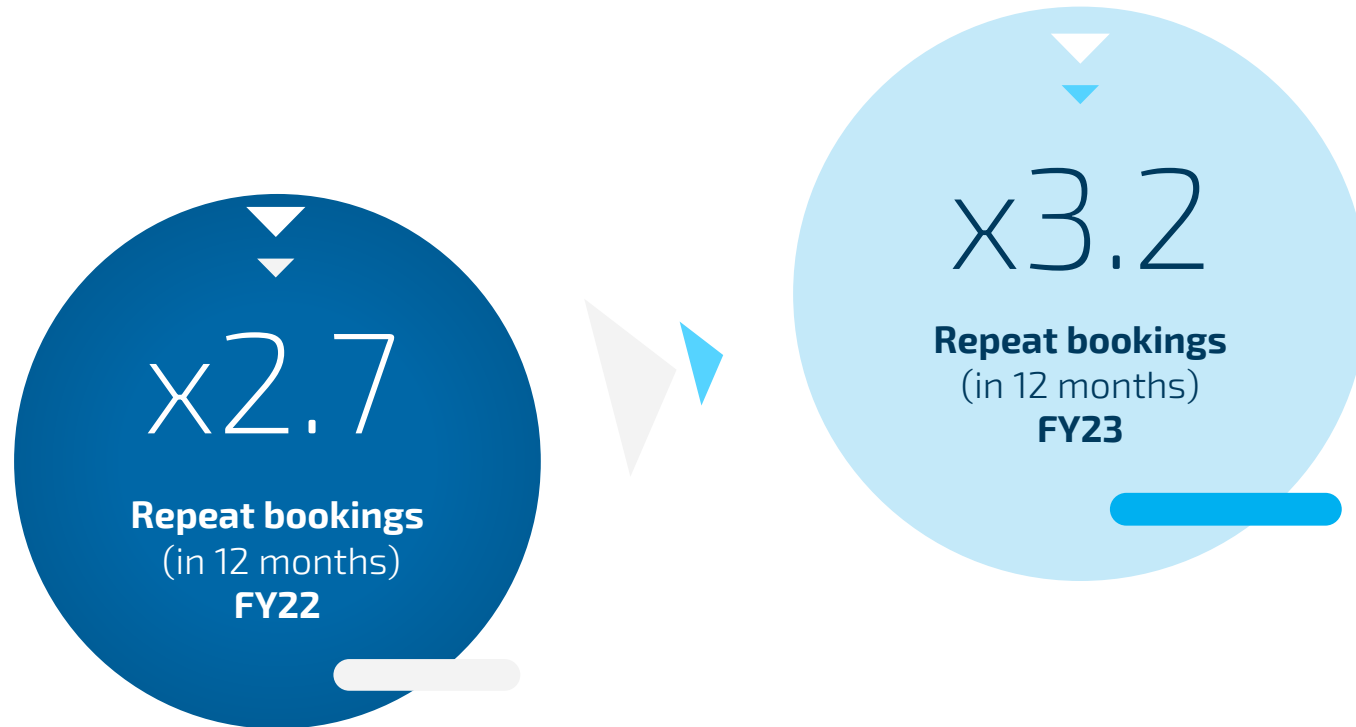 x2.7
Repeat bookings
(in 12 months)
FY22
x3.2
Repeat bookings
(in 12 months)
FY23